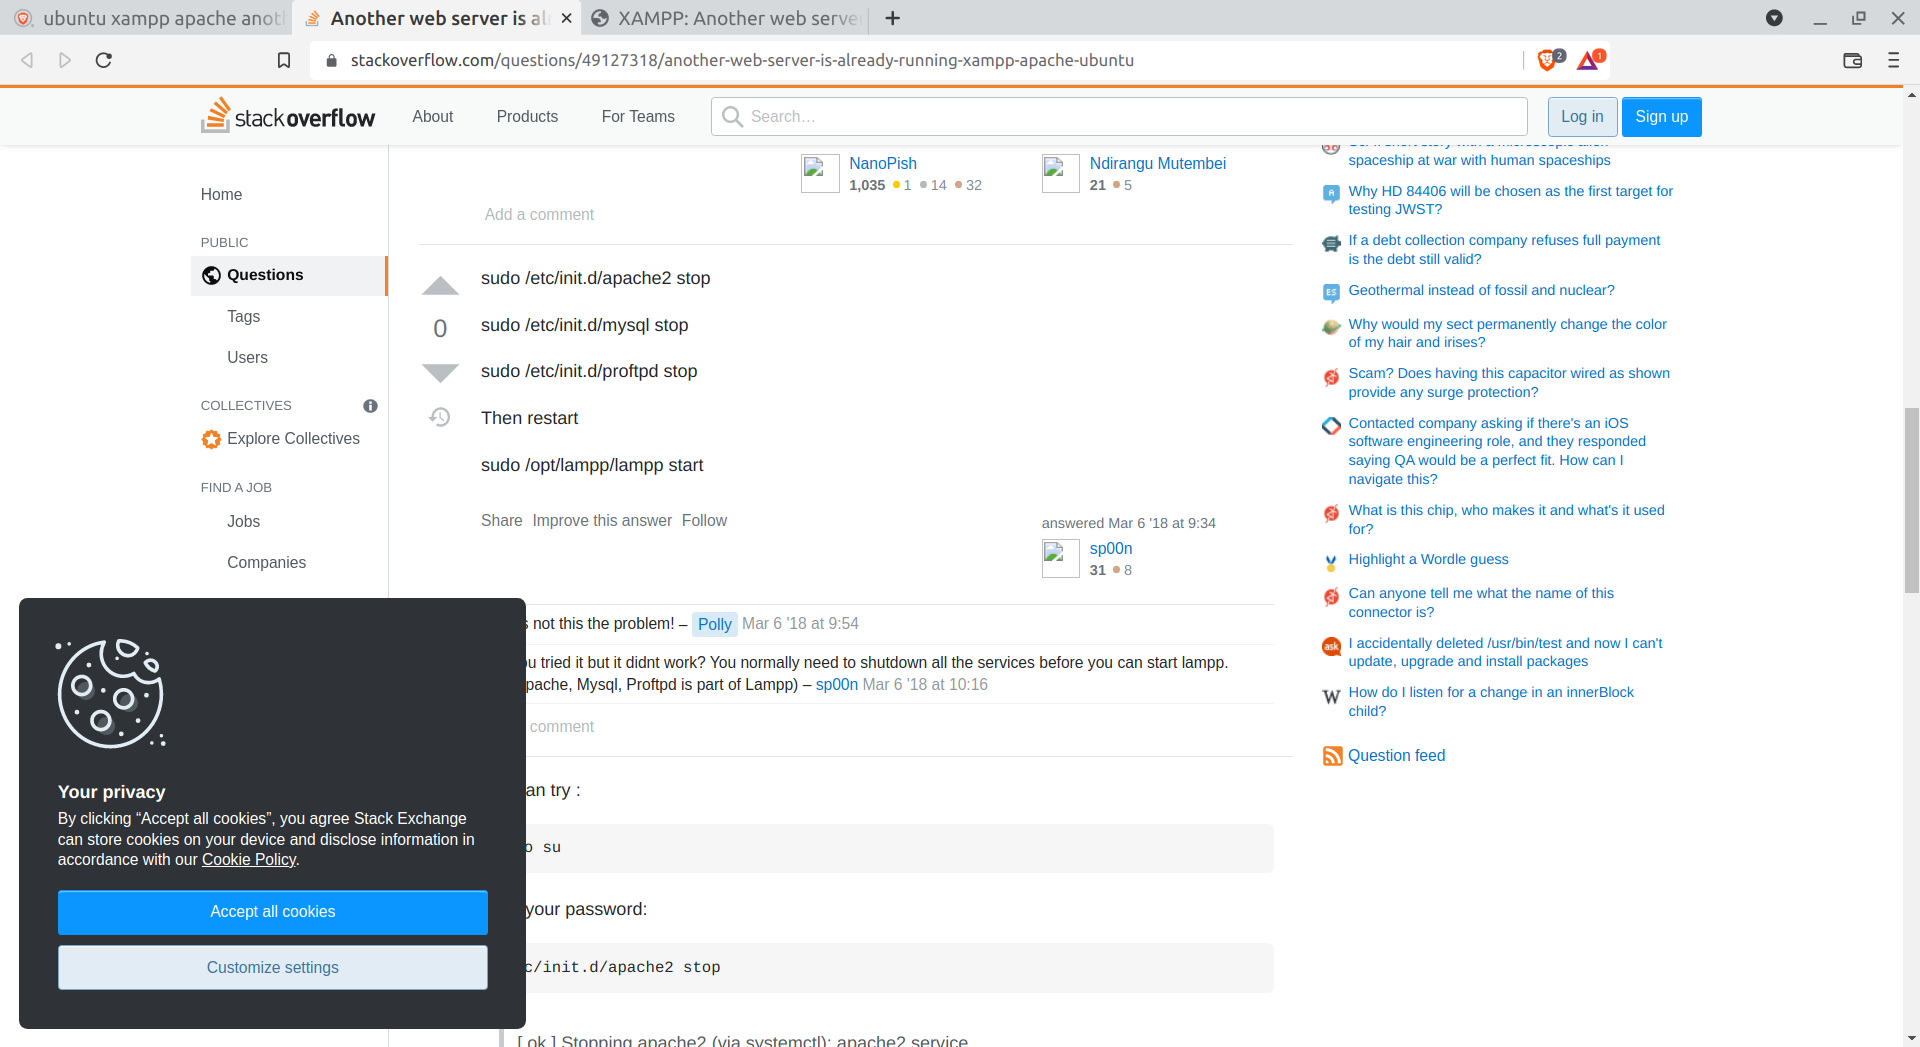 ubuntu xampp apache anot
Another web server is al
XAMPP: Another web serve
stackoverflow.com/questions/49127318/another-web-server-is-already-running-xampp-apache-ubuntu
2
1
stack overflow
About
Products
For Teams
Search…
Log in
Sign up
Home
PUBLIC
Questions
Tags
Users
COLLECTIVES
Explore Collectives
FIND A JOB
Jobs
Companies
NanoPish
1,035 1 14 32
Ndirangu Mutembei
21 5
Add a comment
0
sudo /etc/init.d/apache2 stop
sudo /etc/init.d/mysql stop
sudo /etc/init.d/proftpd stop
Then restart
sudo /opt/lampp/lampp start
Share Improve this answer Follow
answered Mar 6 '18 at 9:34
sp00n
31 8
not this the problem! – Polly Mar 6 '18 at 9:54
tried it but it didnt work? You normally need to shutdown all the services before you can start lampp.
pache, Mysql, Proftpd is part of Lampp) – sp00n Mar 6 '18 at 10:16
comment
an try :
su
your password:
c/init.d/apache2 stop
[ ok ] Stopping apache2 (via systemctl): apache2 service
spaceship at war with human spaceships
Why HD 84406 will be chosen as the first target for
testing JWST?
If a debt collection company refuses full payment
is the debt still valid?
Geothermal instead of fossil and nuclear?
Why would my sect permanently change the color
of my hair and irises?
Scam? Does having this capacitor wired as shown
provide any surge protection?
Contacted company asking if there's an iOS
software engineering role, and they responded
saying QA would be a perfect fit. How can I
navigate this?
What is this chip, who makes it and what's it used
for?
Highlight a Wordle guess
Can anyone tell me what the name of this
connector is?
I accidentally deleted /usr/bin/test and now I can't
update, upgrade and install packages
How do I listen for a change in an innerBlock
child?
Question feed
Your privacy
By clicking “Accept all cookies”, you agree Stack Exchange
can store cookies on your device and disclose information in
accordance with our Cookie Policy.
Accept all cookies
Customize settings